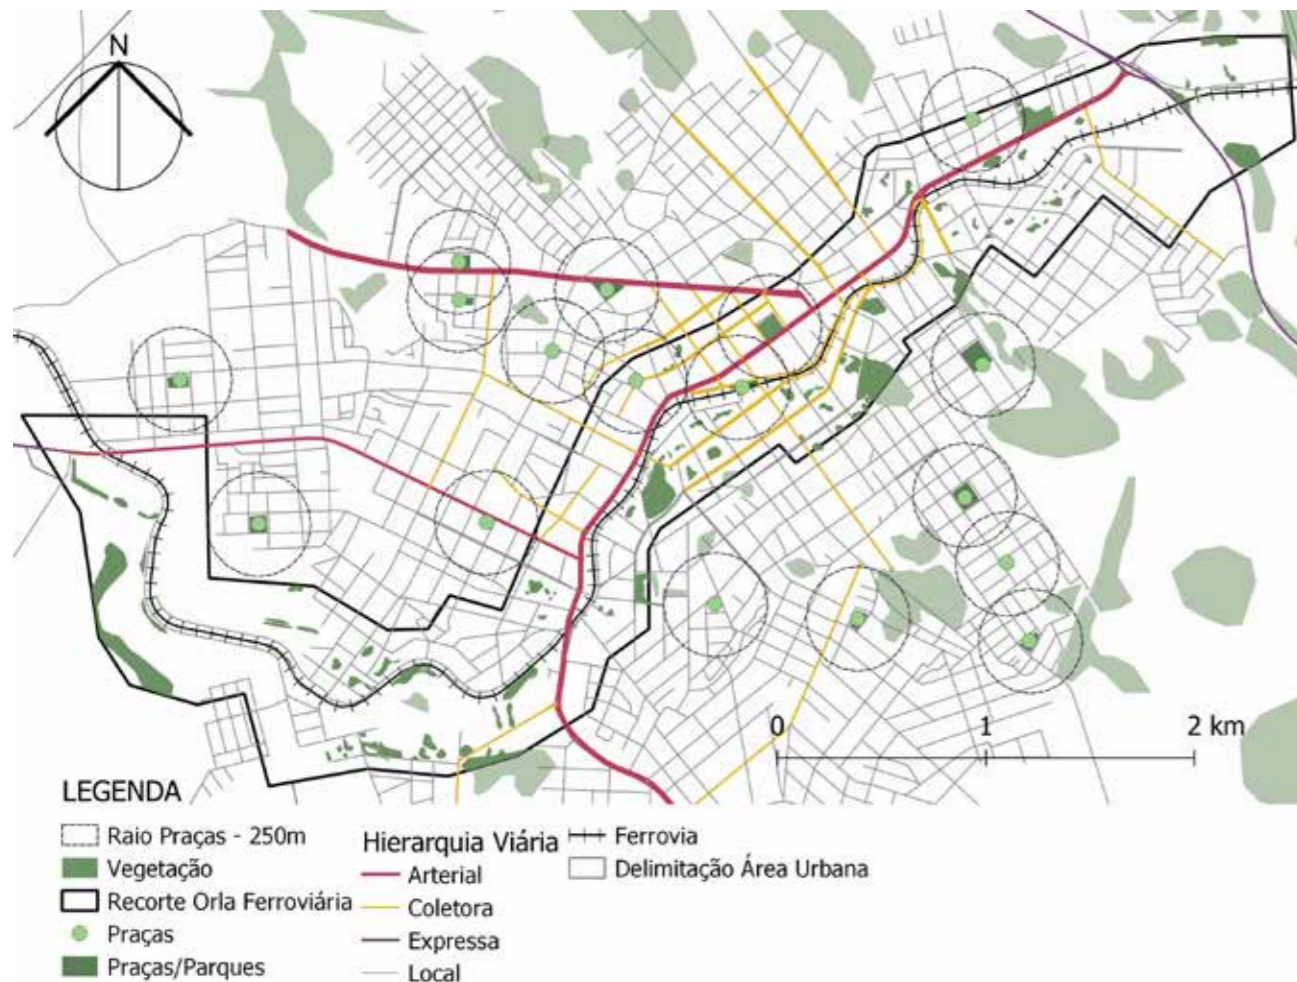 N
0 1 2 km
LEGENDA
Raio Praças - 250m
Vegetação
Recorte Orla Ferroviária
Praças
Praças/Parques
Hierarquia Viária
Arterial
Coletora
Expressa
Local
Ferrovia
Delimitação Área Urbana